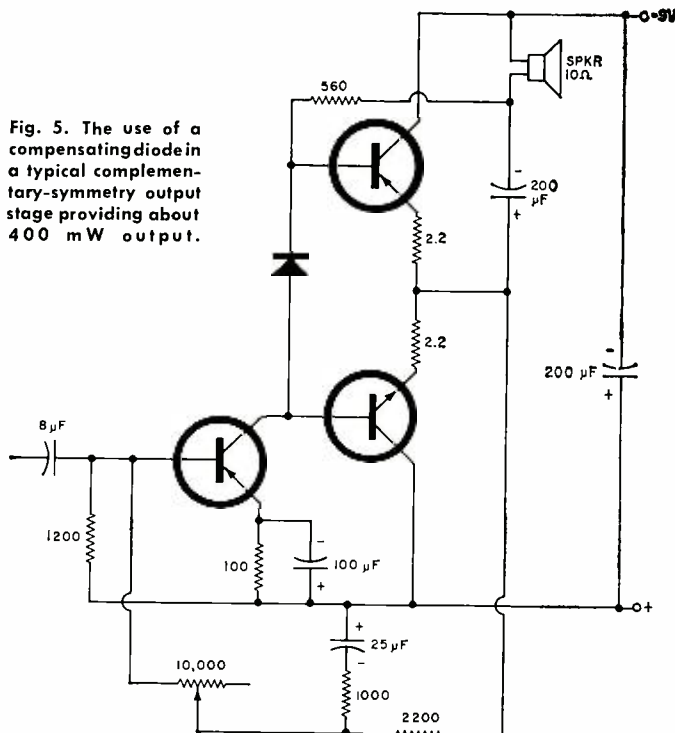 -9V
SPKR
10Ω
560
Fig. 5. The use of a
compensating diode in
a typical complemen-
tary-symmetry output
stage providing about
400 mW output.
-
200
μF
+
2.2
2.2
-
200 μF
+
8μF
1200
100
-
100 μF
+
+
+
25μF
-
10,000
1000
2200